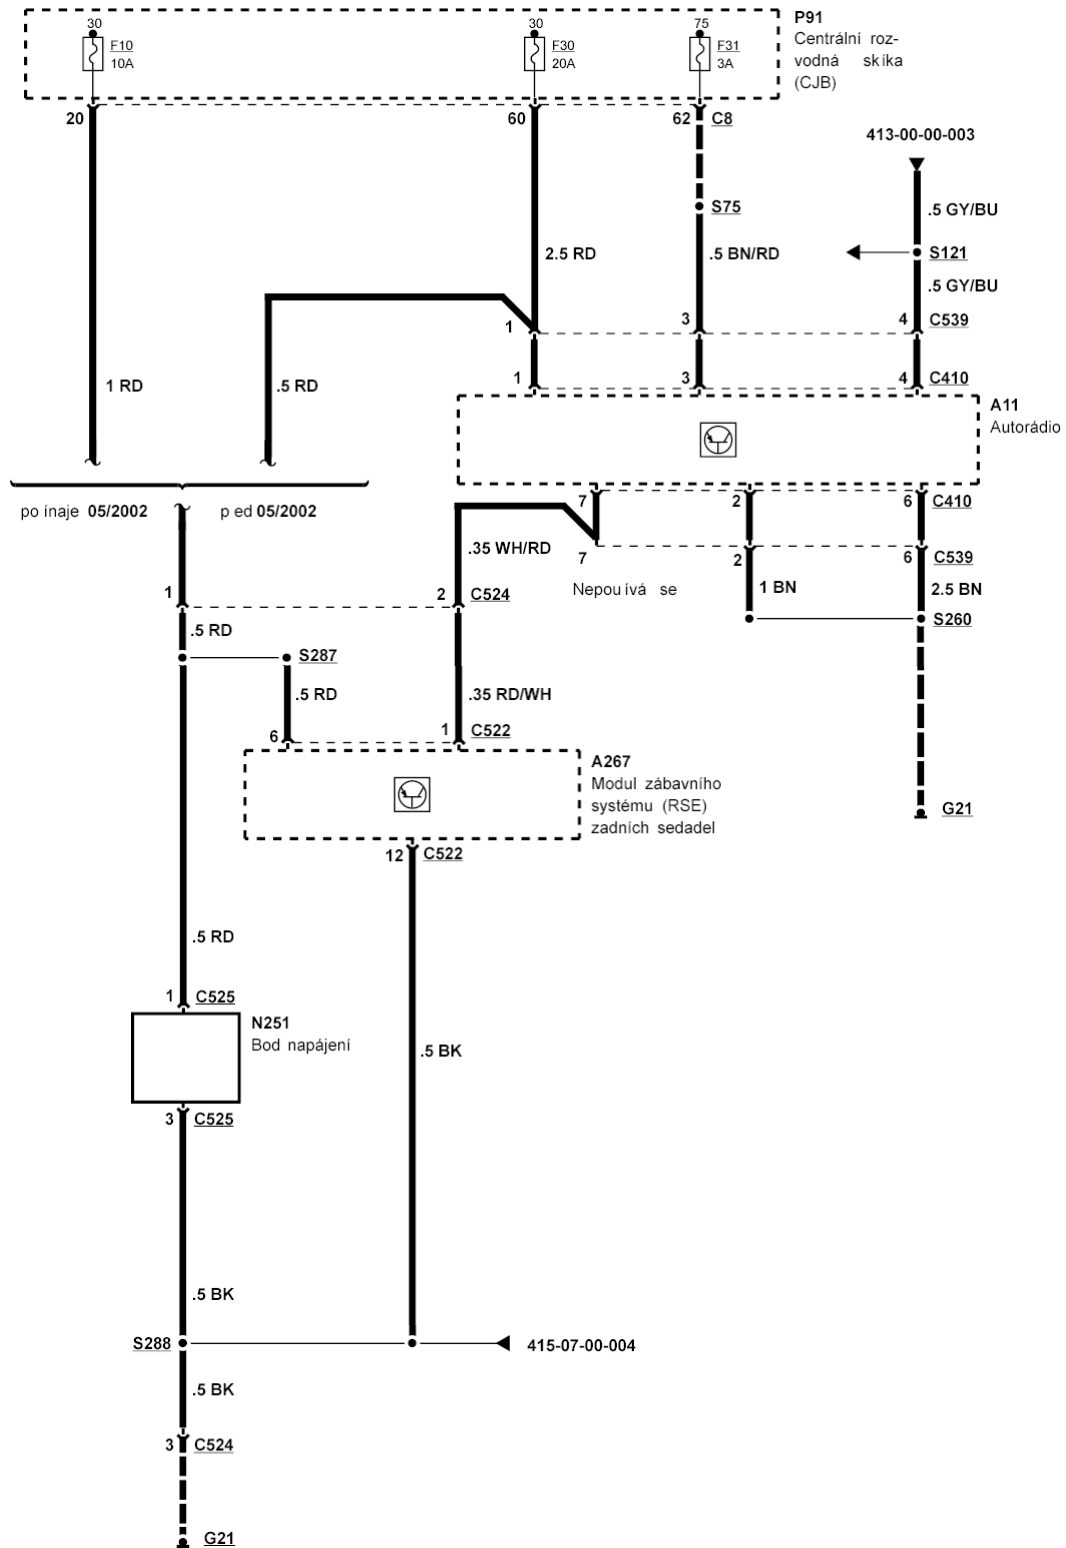 30
F10
10A
30
F30
20A
75
F31
3A
P91
Centrální roz-
vodná skíka
(CJB)
20
60
62 C8
413-00-00-003
S75
.5 GY/BU
2.5 RD
.5 BN/RD
S121
.5 GY/BU
1
3
4 C539
1 RD
.5 RD
1
3
4 C410
A11
Autorádio
po ínaje 05/2002
p ed 05/2002
7
2
6 C410
.35 WH/RD
7
2
6 C539
Nepou ívá se
1 BN
2.5 BN
1
2 C524
S260
.5 RD
S287
.5 RD
.35 RD/WH
6
1 C522
A267
Modul zábavního
systému (RSE)
zadních sedadel
G21
12 C522
.5 RD
1 C525
N251
Bod napájení
.5 BK
3 C525
.5 BK
S288
415-07-00-004
.5 BK
3 C524
G21